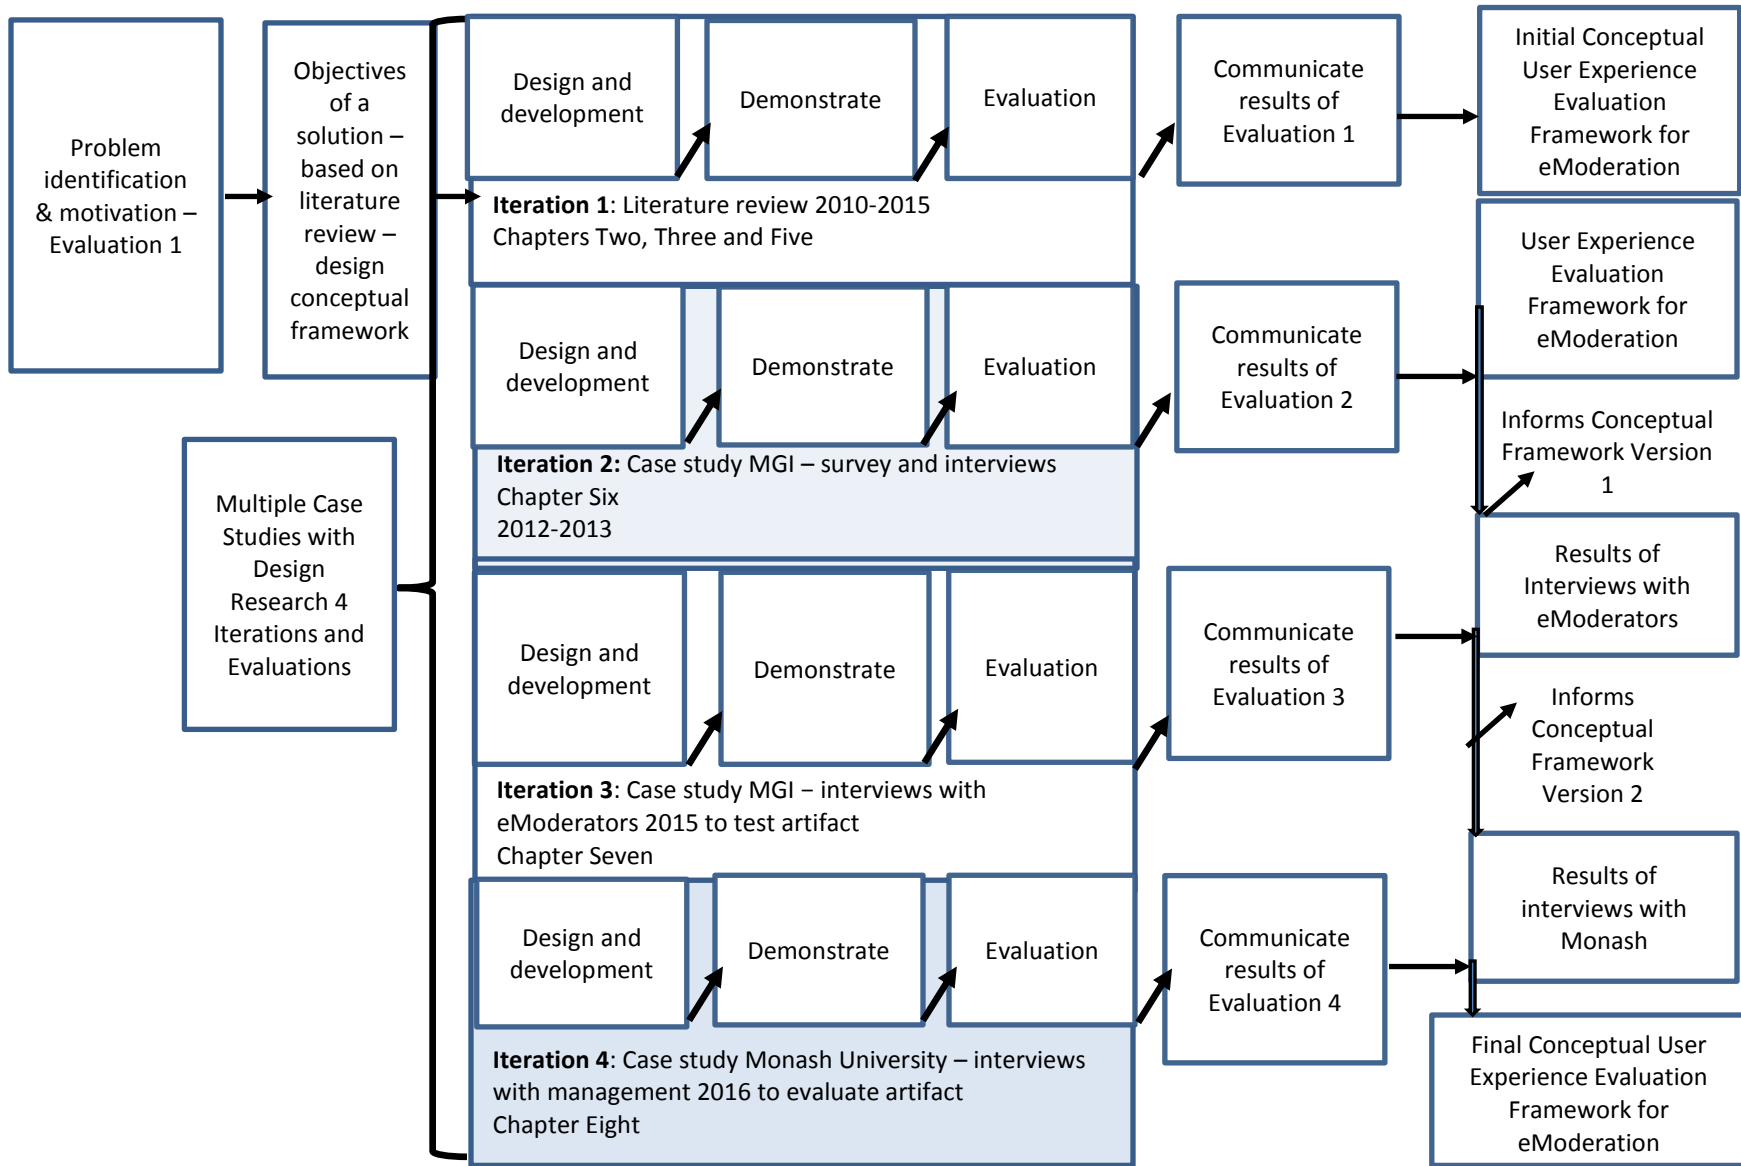 Problem
identification
& motivation –
Evaluation 1
Objectives
of a
solution –
based on
literature
review –
design
conceptual
framework
Multiple Case
Studies with
Design
Research 4
Iterations and
Evaluations
Design and
development
Demonstrate
Evaluation
Iteration 1: Literature review 2010-2015
Chapters Two, Three and Five
Communicate
results of
Evaluation 1
Initial Conceptual
User Experience
Evaluation
Framework for
eModeration
Design and
development
Demonstrate
Evaluation
Iteration 2: Case study MGI – survey and interviews
Chapter Six
2012-2013
Communicate
results of
Evaluation 2
User Experience
Evaluation
Framework for
eModeration
Informs Conceptual
Framework Version
1
Design and
development
Demonstrate
Evaluation
Iteration 3: Case study MGI – interviews with
eModerators 2015 to test artifact
Chapter Seven
Communicate
results of
Evaluation 3
Results of
Interviews with
eModerators
Informs
Conceptual
Framework
Version 2
Design and
development
Demonstrate
Evaluation
Iteration 4: Case study Monash University – interviews
with management 2016 to evaluate artifact
Chapter Eight
Communicate
results of
Evaluation 4
Results of
interviews with
Monash
Final Conceptual User
Experience Evaluation
Framework for
eModeration